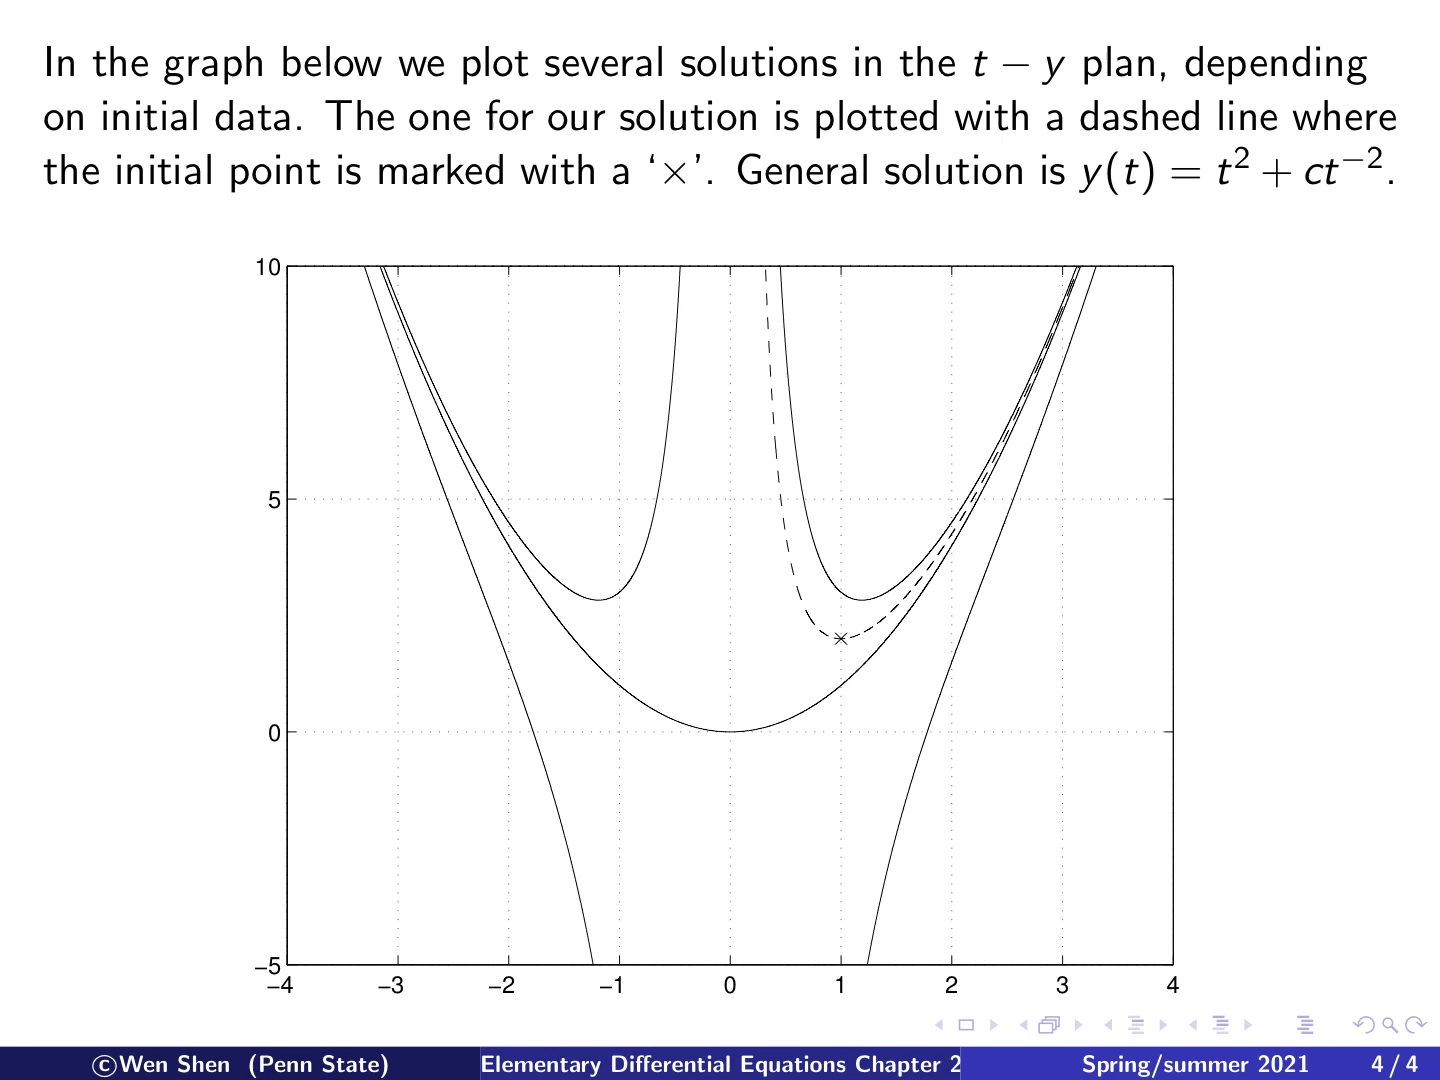 In the graph below we plot several solutions in the t − y plan, depending
on initial data. The one for our solution is plotted with a dashed line where
the initial point is marked with a ‘×’. General solution is y(t) = t² + ct⁻².
10
5
0
−5
−4 −3 −2 −1 0 1 2 3 4
©Wen Shen (Penn State) Elementary Differential Equations Chapter 2 Spring/summer 2021 4 / 4